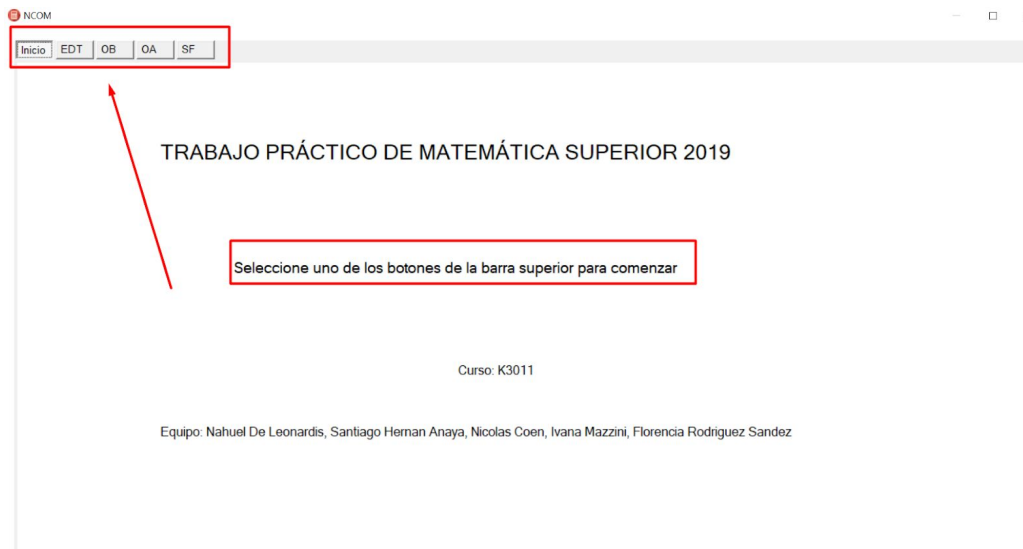 NCOM
Inicio EDT OB OA SF
TRABAJO PRÁCTICO DE MATEMÁTICA SUPERIOR 2019
Seleccione uno de los botones de la barra superior para comenzar
Curso: K3011
Equipo: Nahuel De Leonardis, Santiago Hernan Anaya, Nicolas Coen, Ivana Mazzini, Florencia Rodriguez Sandez